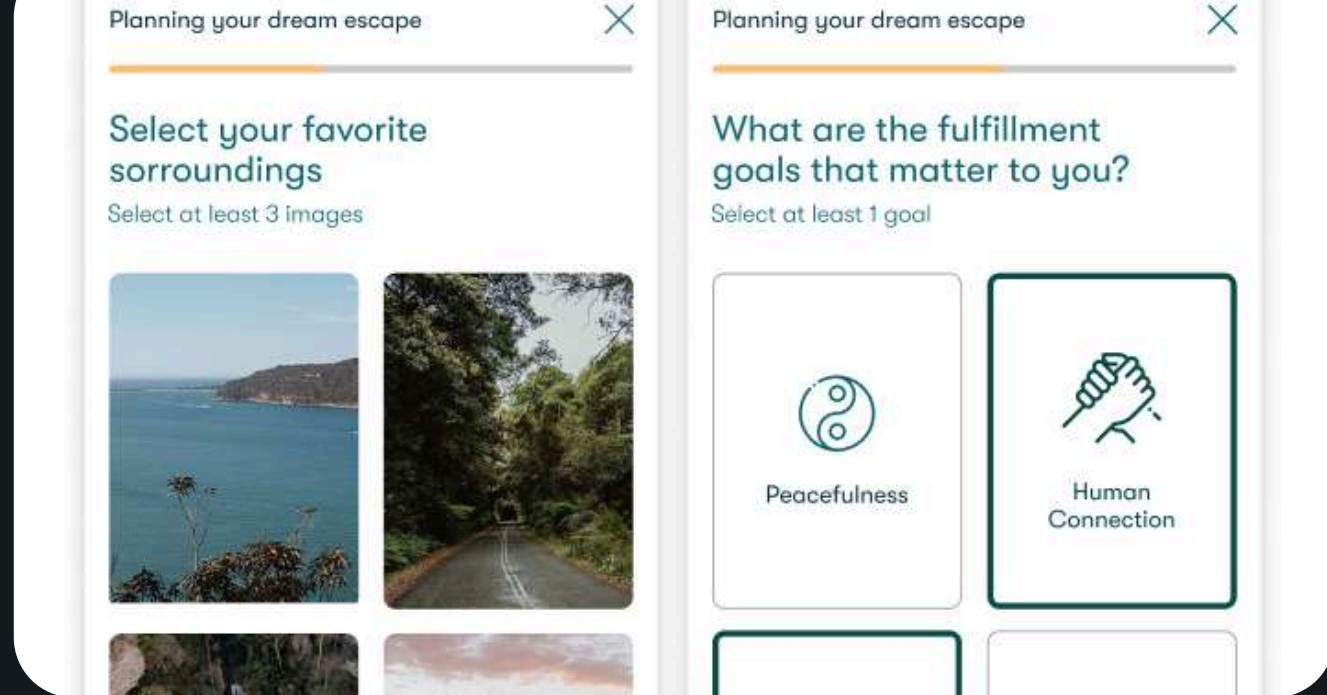 Planning your dream escape
Select your favorite
sorroundings
Select at least 3 images
Planning your dream escape
What are the fulfillment
goals that matter to you?
Select at least 1 goal
Peacefulness
Human
Connection